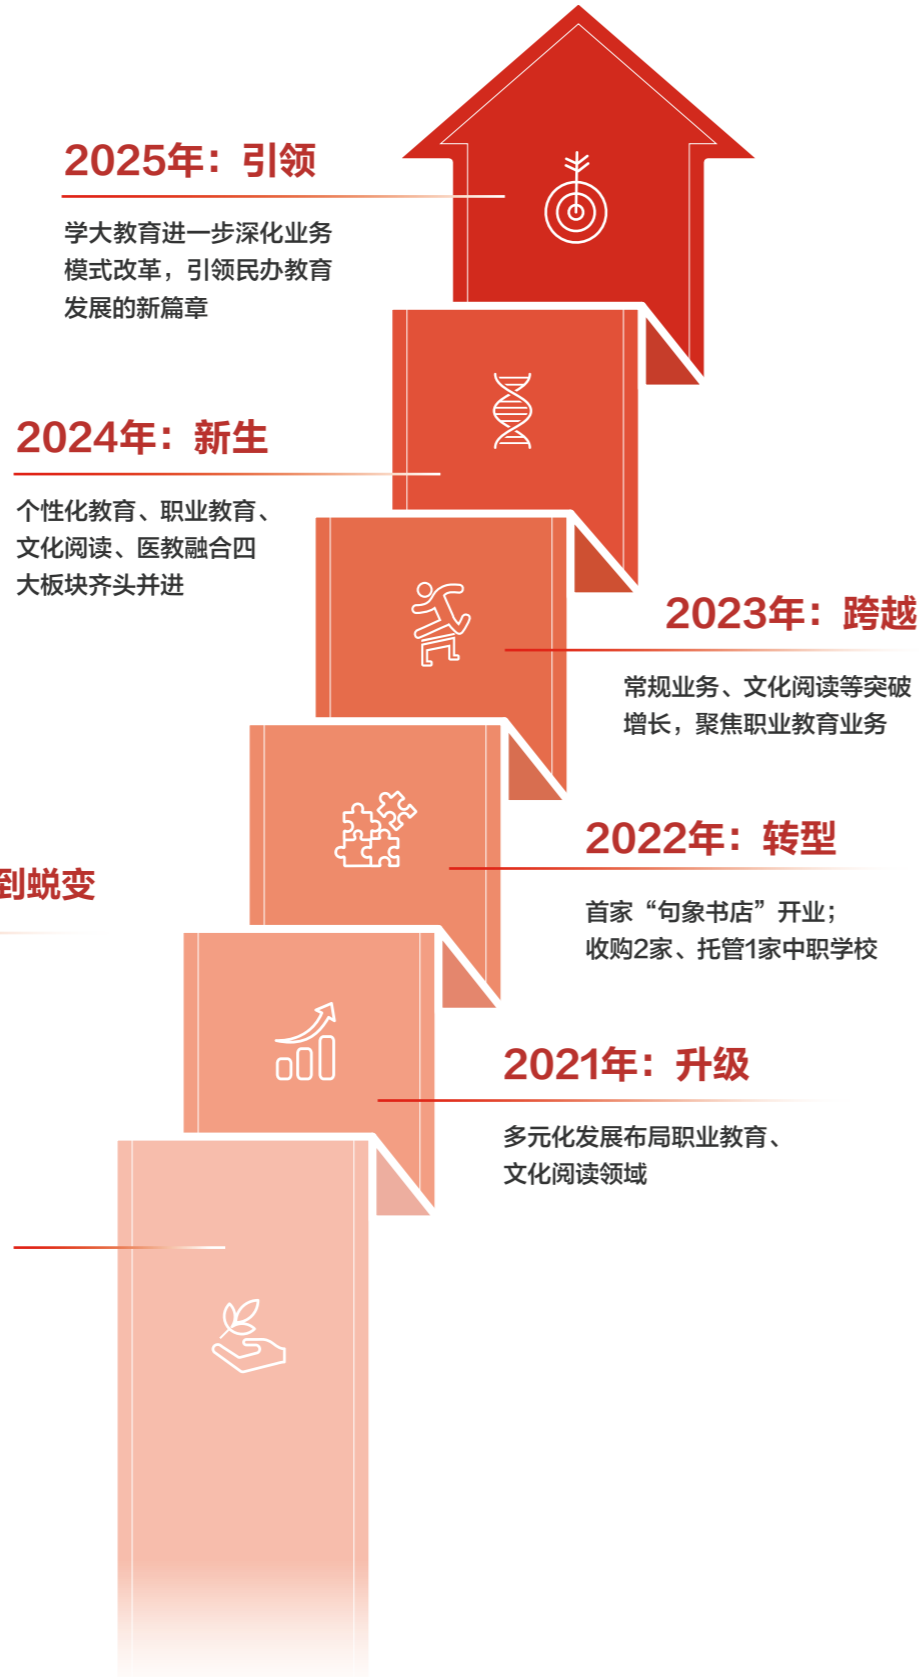 2025年：引领
学大教育进一步深化业务
模式改革，引领民办教育
发展的新篇章
2024年：新生
个性化教育、职业教育、
文化阅读、医教融合四
大板块齐头并进
2023年：跨越
常规业务、文化阅读等突破
增长，聚焦职业教育业务
2022年：转型
首家“句象书店”开业；
收购2家、托管1家中职学校
到蜕变
2021年：升级
多元化发展布局职业教育、
文化阅读领域